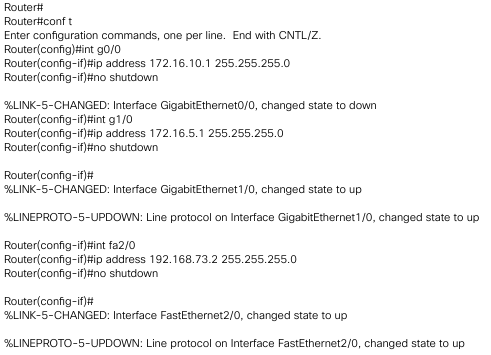 Router#
Router#conf t
Enter configuration commands, one per line.  End with CNTL/Z.
Router(config)#int g0/0
Router(config-if)#ip address 172.16.10.1 255.255.255.0
Router(config-if)#no shutdown
%LINK-5-CHANGED: Interface GigabitEthernet0/0, changed state to down
Router(config-if)#int g1/0
Router(config-if)#ip address 172.16.5.1 255.255.255.0
Router(config-if)#no shutdown
Router(config-if)#
%LINK-5-CHANGED: Interface GigabitEthernet1/0, changed state to up
%LINEPROTO-5-UPDOWN: Line protocol on Interface GigabitEthernet1/0, changed state to up
Router(config-if)#int fa2/0
Router(config-if)#ip address 192.168.73.2 255.255.255.0
Router(config-if)#no shutdown
Router(config-if)#
%LINK-5-CHANGED: Interface FastEthernet2/0, changed state to up
%LINEPROTO-5-UPDOWN: Line protocol on Interface FastEthernet2/0, changed state to up